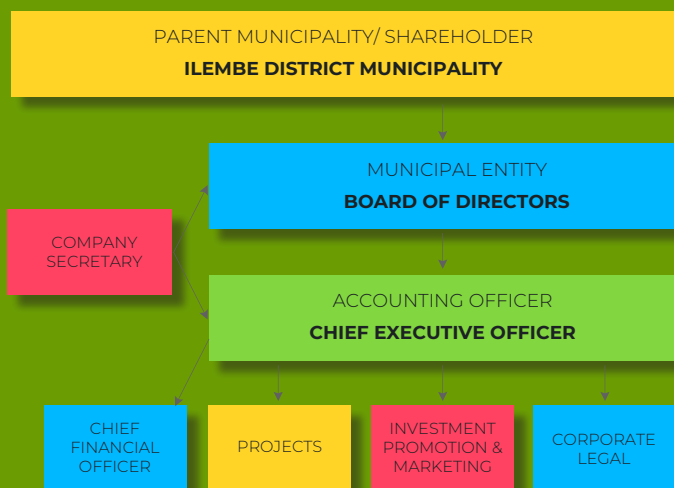 PARENT MUNICIPALITY/ SHAREHOLDER
ILEMBE DISTRICT MUNICIPALITY
MUNICIPAL ENTITY
BOARD OF DIRECTORS
COMPANY
SECRETARY
ACCOUNTING OFFICER
CHIEF EXECUTIVE OFFICER
CHIEF
FINANCIAL
OFFICER
PROJECTS
INVESTMENT
PROMOTION &
MARKETING
CORPORATE
LEGAL